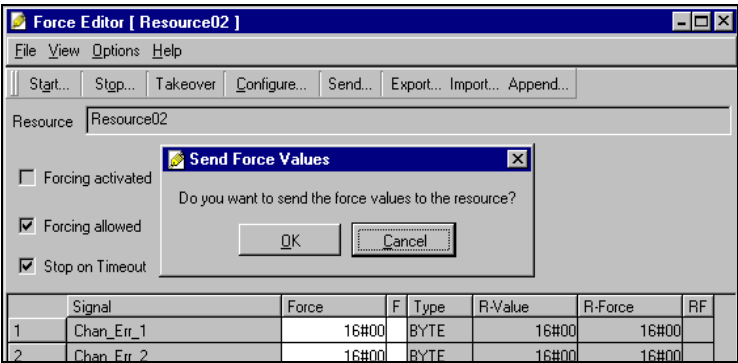 Force Editor [ Resource02 ]
File View Options Help
Start... Stop... Takeover Configure... Send... Export... Import... Append...
Resource Resource02
Send Force Values
Forcing activated
Do you want to send the force values to the resource?
Forcing allowed
OK Cancel
Stop on Timeout
Signal Force F Type R-Value R-Force RF
1 Chan_Err_1 16#00 BYTE 16#00 16#00
2 Chan_Err_2 16#00 BYTE 16#00 16#00